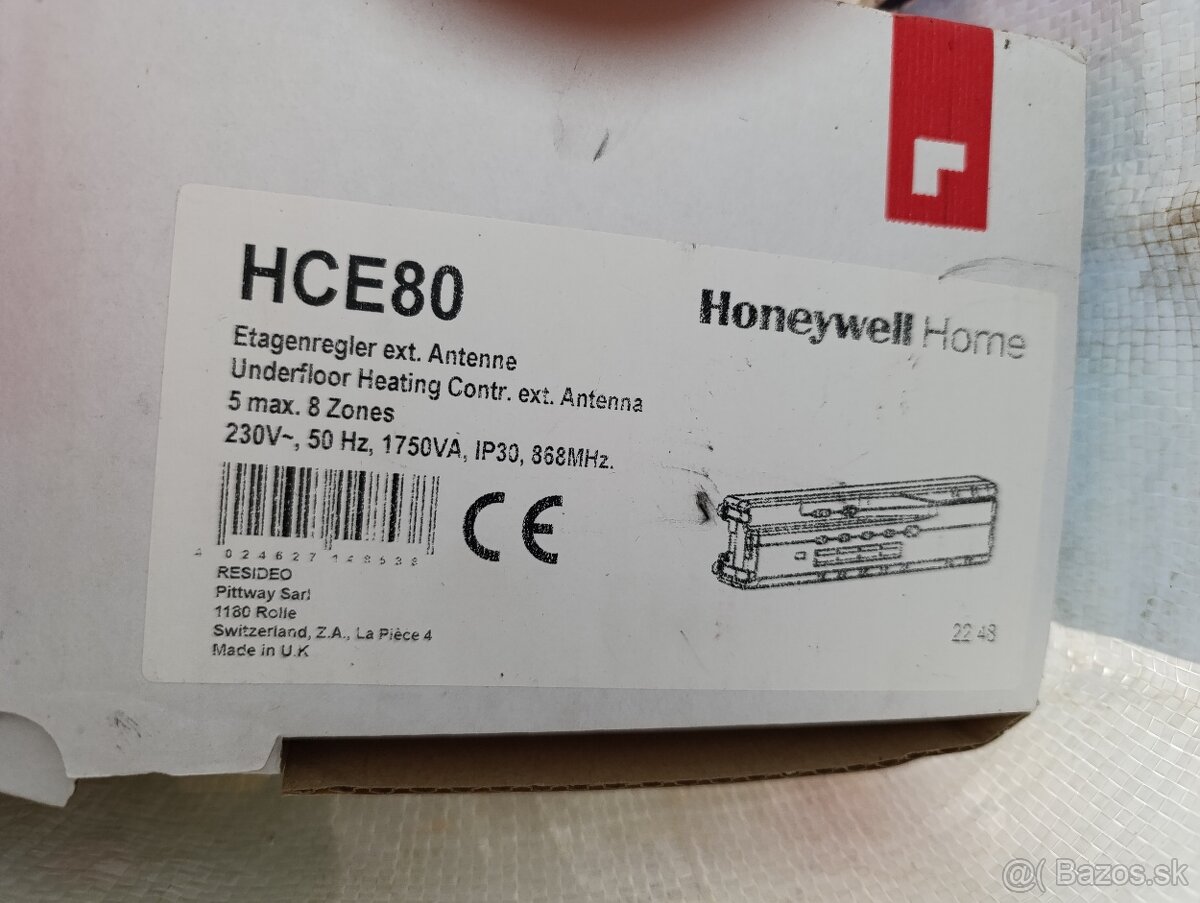 HCE80
Honeywell Home
Etagenregler ext. Antenne
Underfloor Heating Contr. ext. Antenna
5 max. 8 Zones
230V~, 50 Hz, 1750VA, IP30, 868MHz.
CE
RESIDEO
Pittway Sarl
1180 Rolle
Switzerland, Z.A., La Pièce 4
Made in U.K
22 48
@( Bazos.sk